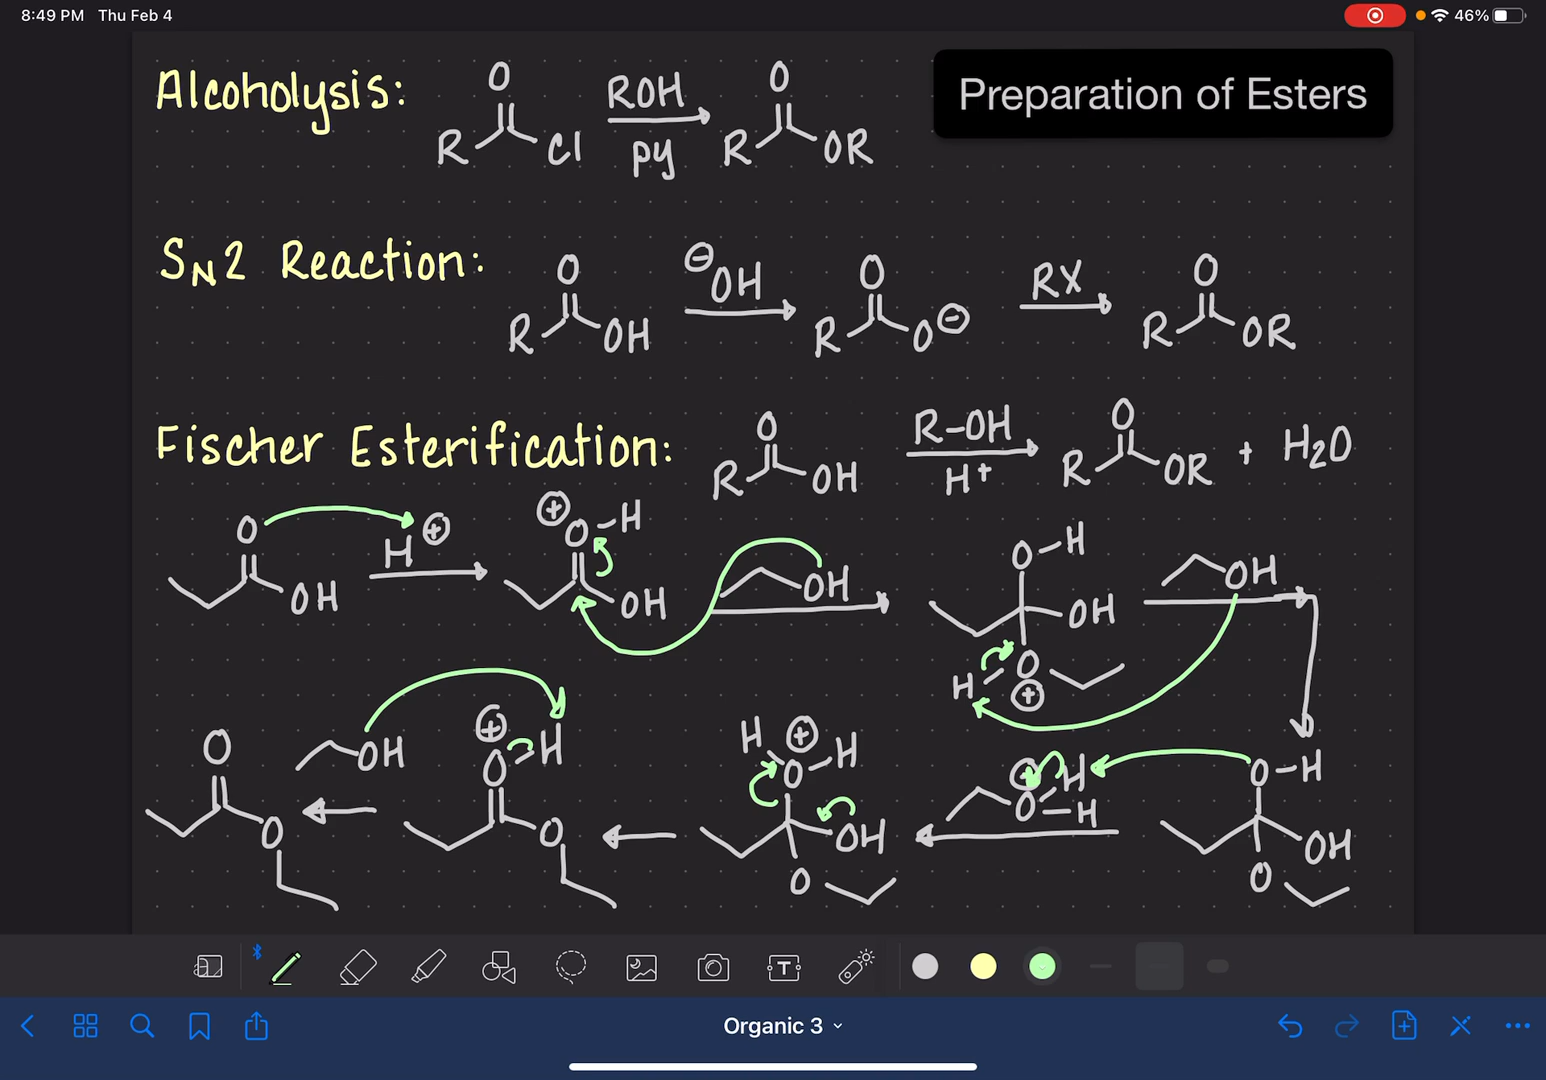 8:49 PM Thu Feb 4
46%
Preparation of Esters
Alcoholysis:
O
R Cl
ROH
py
O
R OR
SN2 Reaction:
O
R OH
⊖OH
O
R O⊖
RX
O
R OR
Fischer Esterification:
O
R OH
R-OH
H+
O
R OR + H2O
O
OH
H⊕
⊕
O-H
OH
OH
O-H
OH
H O
⊕
OH
O
O
OH
⊕
O H
O
H ⊕ H
O
OH
O
⊕ H
O-H
O-H
OH
O
T
Organic 3